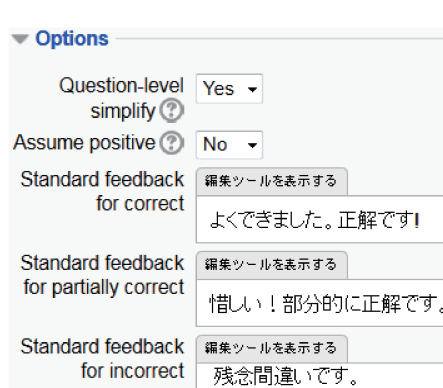 Options
Question-level Yes
simplify
Assume positive No
Standard feedback 編集ツールを表示する
for correct
よくできました。正解です!
Standard feedback 編集ツールを表示する
for partially correct
惜しい！部分的に正解です。
Standard feedback 編集ツールを表示する
for incorrect
残念間違いです。